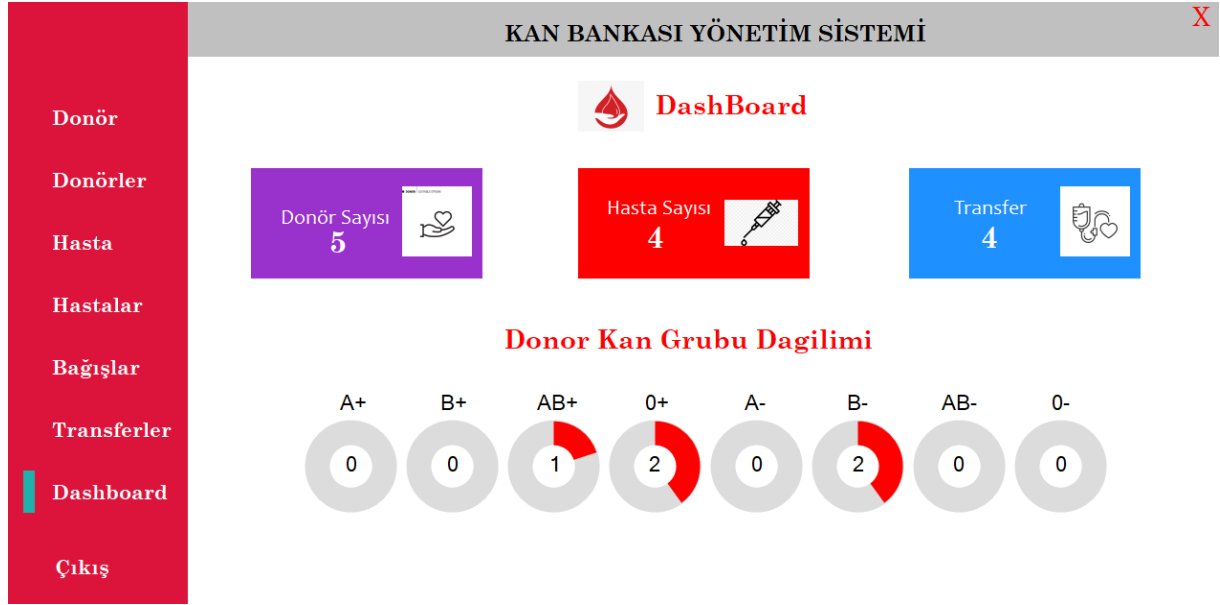 KAN BANKASI YÖNETİM SİSTEMİ
X
Donör
Donörler
Hasta
Hastalar
Bağışlar
Transferler
Dashboard
Çıkış
DashBoard
Donör Sayısı
5
Hasta Sayısı
4
Transfer
4
Donor Kan Grubu Dagilimi
A+ B+ AB+ 0+ A- B- AB- 0-
0 0 1 2 0 2 0 0